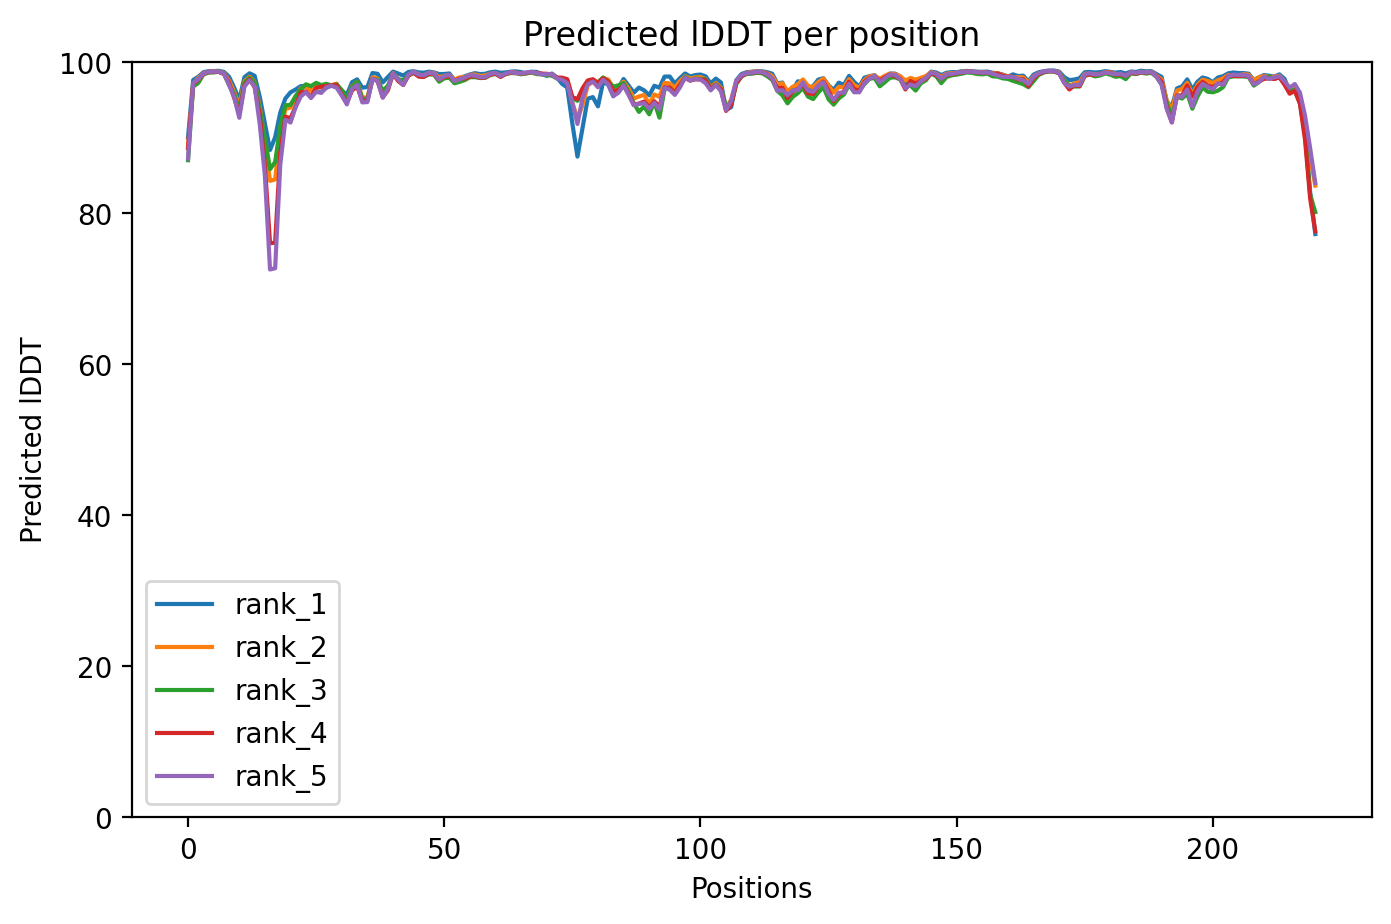 Predicted lDDT per position
100
80
60
40
20
0
Predicted lDDT
rank_1
rank_2
rank_3
rank_4
rank_5
0 50 100 150 200
Positions